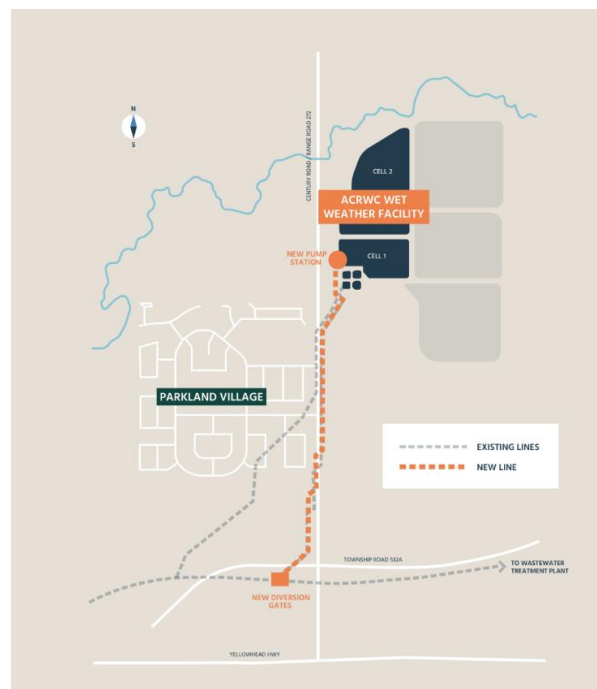 N
S
CENTURY ROAD / RANGE ROAD 272
CELL 2
ACRWC WET
WEATHER FACILITY
NEW PUMP
STATION
CELL 1
PARKLAND VILLAGE
EXISTING LINES
NEW LINE
TOWNSHIP ROAD 532A
TO WASTEWATER
TREATMENT PLANT
NEW DIVERSION
GATES
YELLOWHEAD HWY